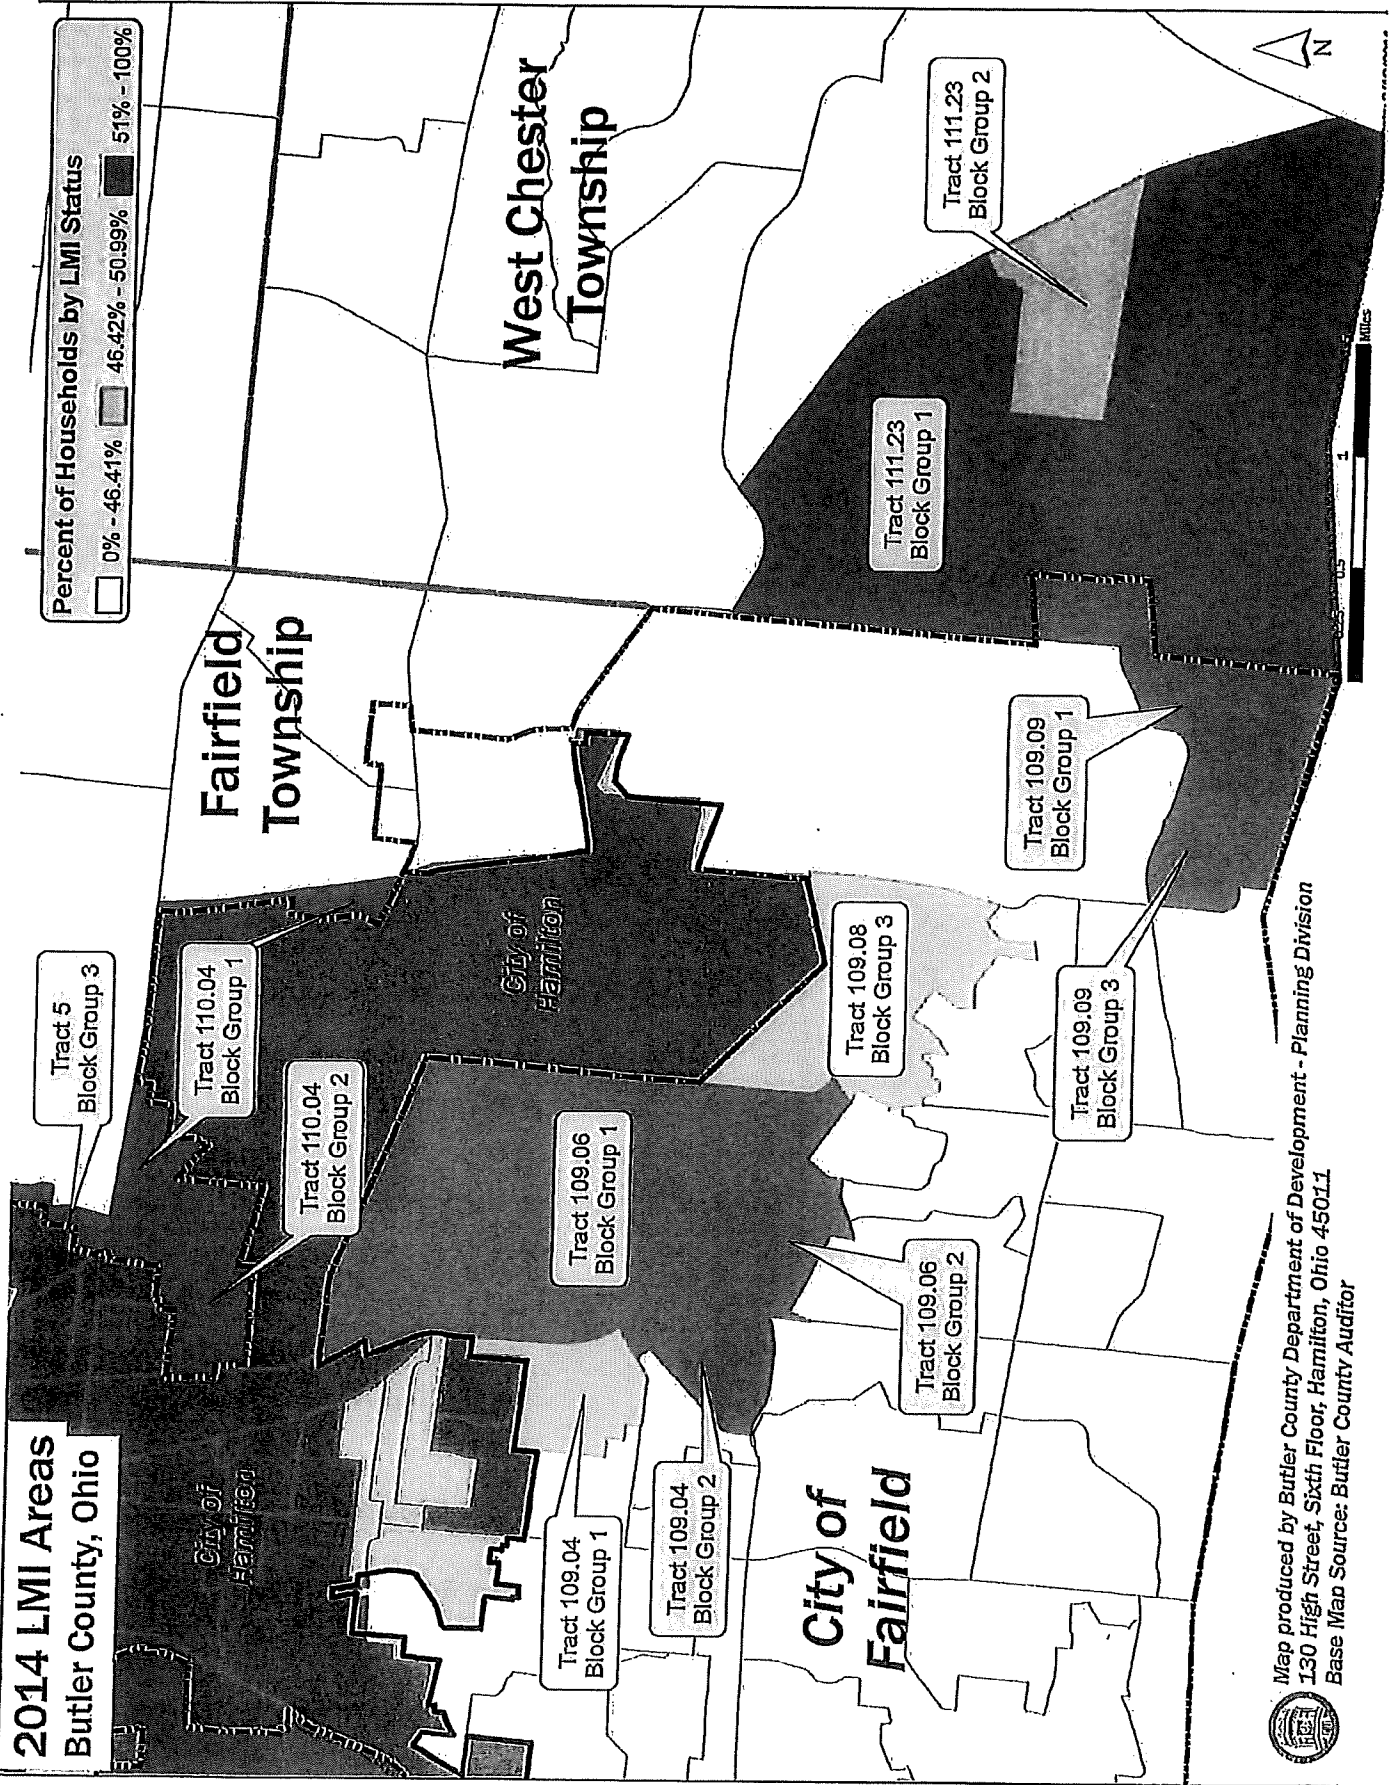 2014 LMI Areas
Butler County, Ohio
Percent of Households by LMI Status
0% - 46.41%
46.42% - 50.99%
51% - 100%
Tract 5
Block Group 3
Tract 110.04
Block Group 1
Tract 110.04
Block Group 2
Fairfield
Township
West Chester
Township
City of
Hamilton
City of
Hamilton
Tract 109.06
Block Group 1
Tract 109.04
Block Group 1
Tract 109.04
Block Group 2
Tract 109.08
Block Group 3
Tract 111.23
Block Group 1
Tract 111.23
Block Group 2
Tract 109.06
Block Group 2
Tract 109.09
Block Group 1
Tract 109.09
Block Group 3
City of
Fairfield
N
0.5
1
Miles
Map produced by Butler County Department of Development - Planning Division
130 High Street, Sixth Floor, Hamilton, Ohio 45011
Base Map Source: Butler County Auditor